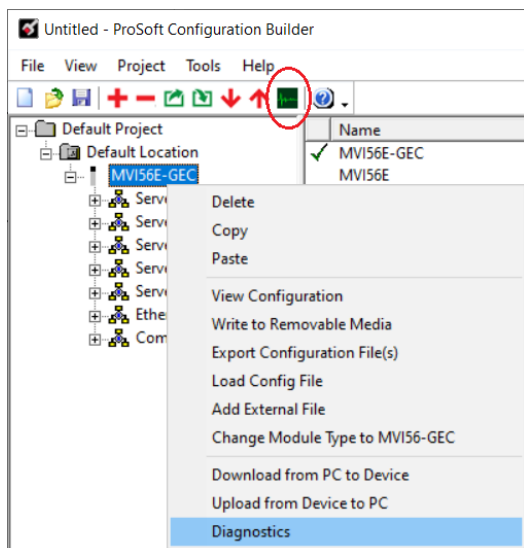 Untitled - ProSoft Configuration Builder
File View Project Tools Help
Default Project
Name
Default Location
MVI56E-GEC
MVI56E-GEC
MVI56E
Delete
Copy
Paste
View Configuration
Write to Removable Media
Export Configuration File(s)
Load Config File
Add External File
Change Module Type to MVI56-GEC
Download from PC to Device
Upload from Device to PC
Diagnostics